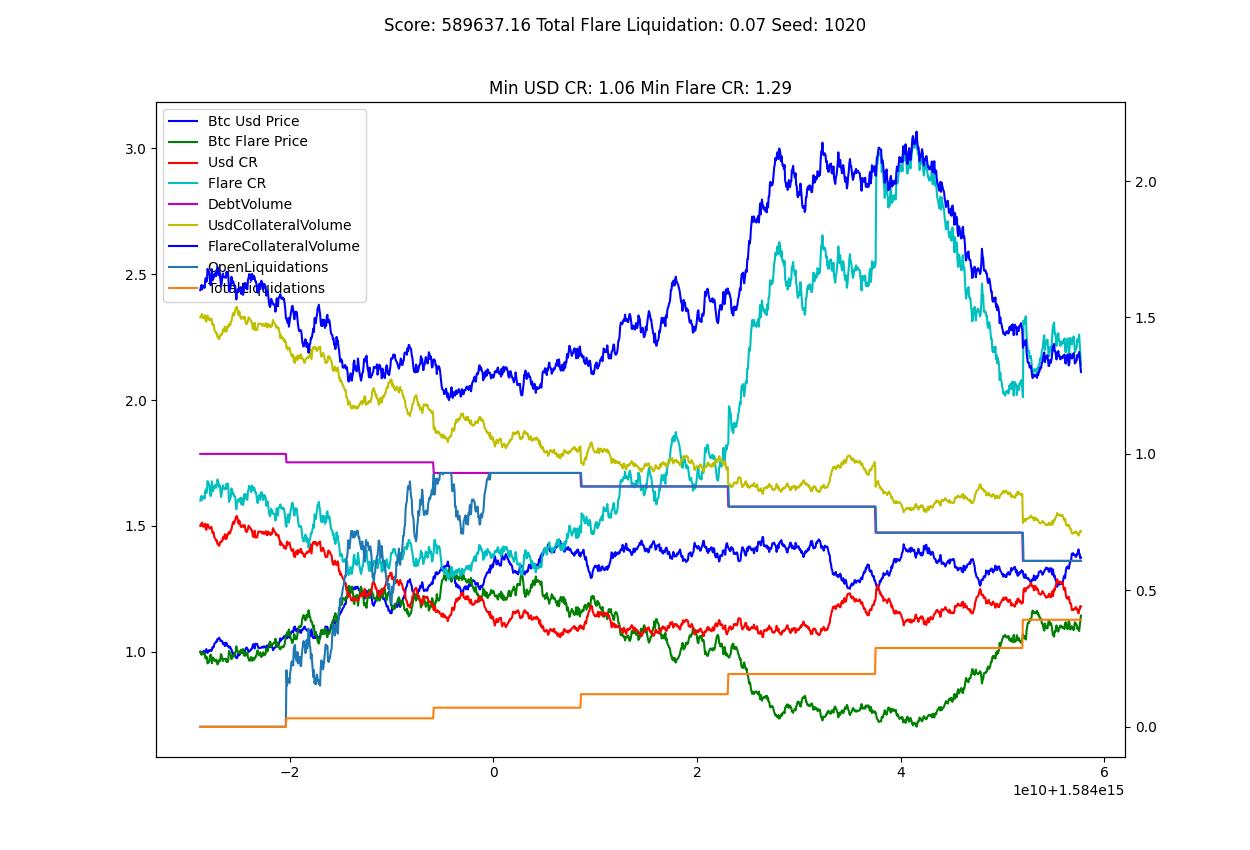 Score: 589637.16 Total Flare Liquidation: 0.07 Seed: 1020
Min USD CR: 1.06 Min Flare CR: 1.29
Btc Usd Price
Btc Flare Price
Usd CR
Flare CR
DebtVolume
UsdCollateralVolume
FlareCollateralVolume
OpenLiquidations
TotalLiquidations
3.0
2.5
2.0
1.5
1.0
2.0
1.5
1.0
0.5
0.0
−2
0
2
4
6
1e10+1.584e15